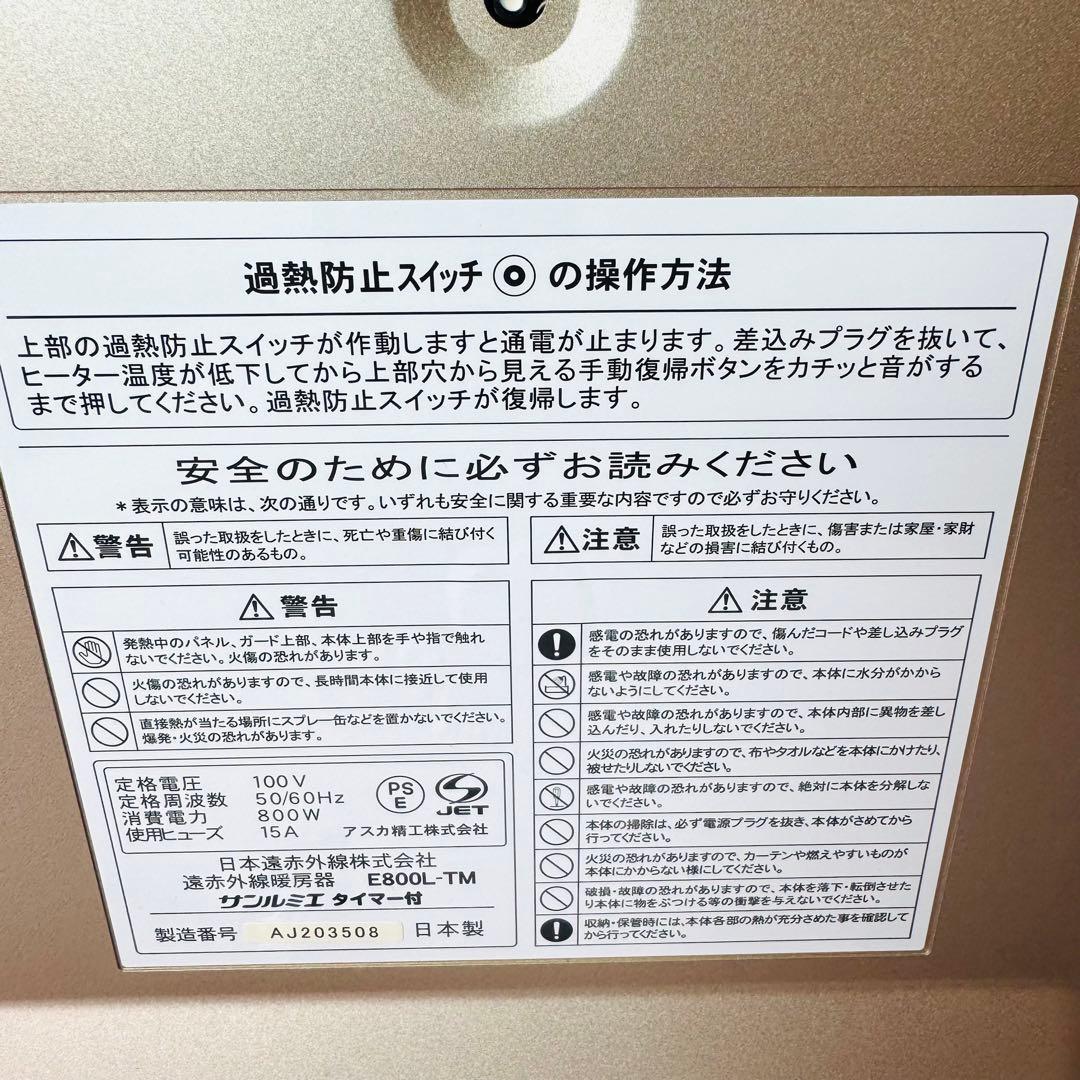 過熱防止スイッチ の操作方法
上部の過熱防止スイッチが作動しますと通電が止まります。差込みプラグを抜いて、
ヒーター温度が低下してから上部穴から見える手動復帰ボタンをカチッと音がする
まで押してください。過熱防止スイッチが復帰します。
安全のために必ずお読みください
*表示の意味は、次の通りです。いずれも安全に関する重要な内容ですので必ずお守りください。
警告
誤った取扱をしたときに、死亡や重傷に結び付く
可能性のあるもの。
注意
誤った取扱をしたときに、傷害または家屋・家財
などの損害に結び付くもの。
警告
発熱中のパネル、ガード上部、本体上部を手や指で触れ
ないでください。火傷の恐れがあります。
火傷の恐れがありますので、長時間本体に接近して使用
しないでください。
直接熱が当たる場所にスプレー缶などを置かないでください。
爆発・火災の恐れがあります。
注意
感電の恐れがありますので、傷んだコードや差し込みプラグ
をそのまま使用しないでください。
感電や故障の恐れがありますので、本体に水分がかから
ないようにしてください。
感電や故障の恐れがありますので、本体内部に異物を差し
込んだり、入れたりしないでください。
火災の恐れがありますので、布やタオルなどを本体にかけたり、
被せたりしないでください。
感電や故障の恐れがありますので、絶対に本体を分解しな
いでください。
本体の掃除は、必ず電源プラグを抜き、本体がさめてから
行ってください。
火災の恐れがありますので、カーテンや燃えやすいものが
本体にかからない様にしてください。
破損・故障の恐れがありますので、本体を落下・転倒させた
り本体に物をぶつける等の衝撃を与えないでください。
収納・保管時には、本体各部の熱が充分さめた事を確認して
から行ってください。
定格電圧 100V
定格周波数 50/60Hz
消費電力 800W
使用ヒューズ 15A
PS
E
JET
アスカ精工株式会社
日本遠赤外線株式会社
遠赤外線暖房器 E800L-TM
サンルミエ タイマー付
製造番号 AJ203508 日本製